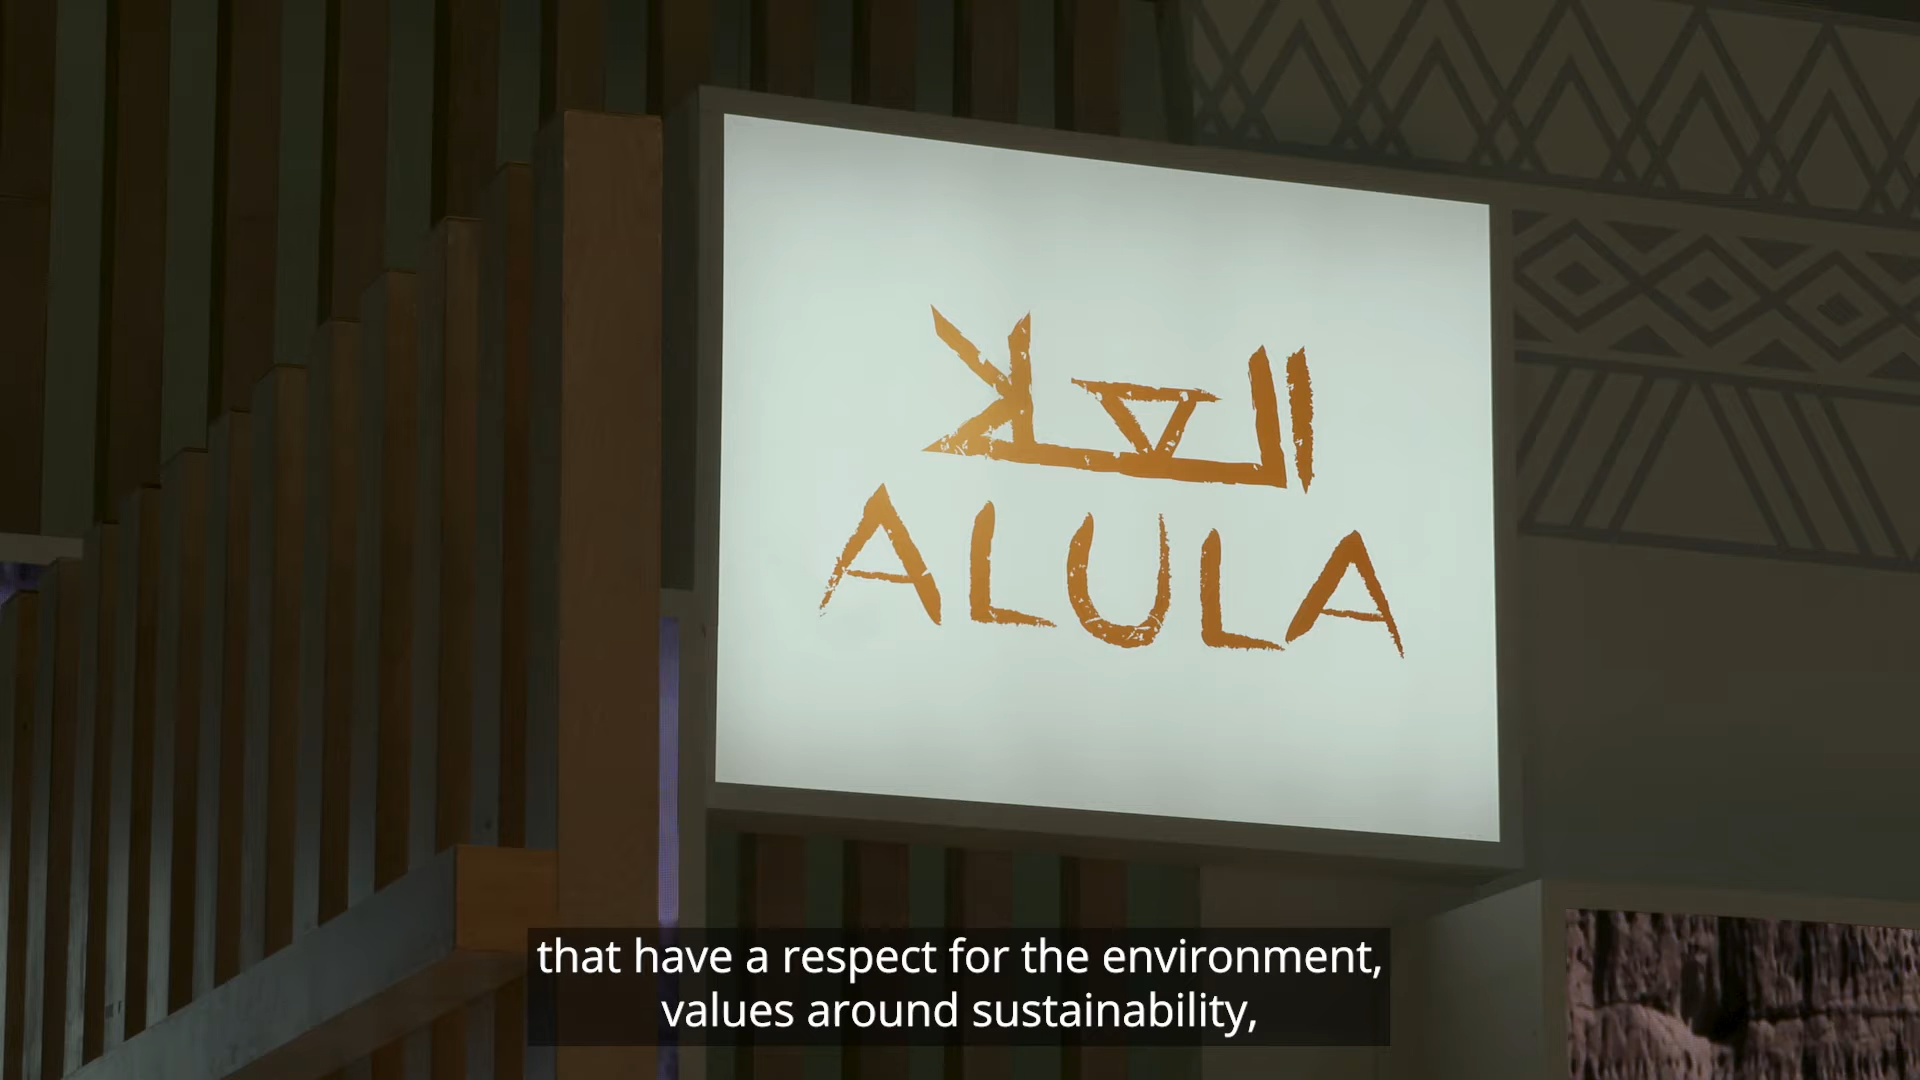 العلا
ALULA
that have a respect for the environment,
values around sustainability,